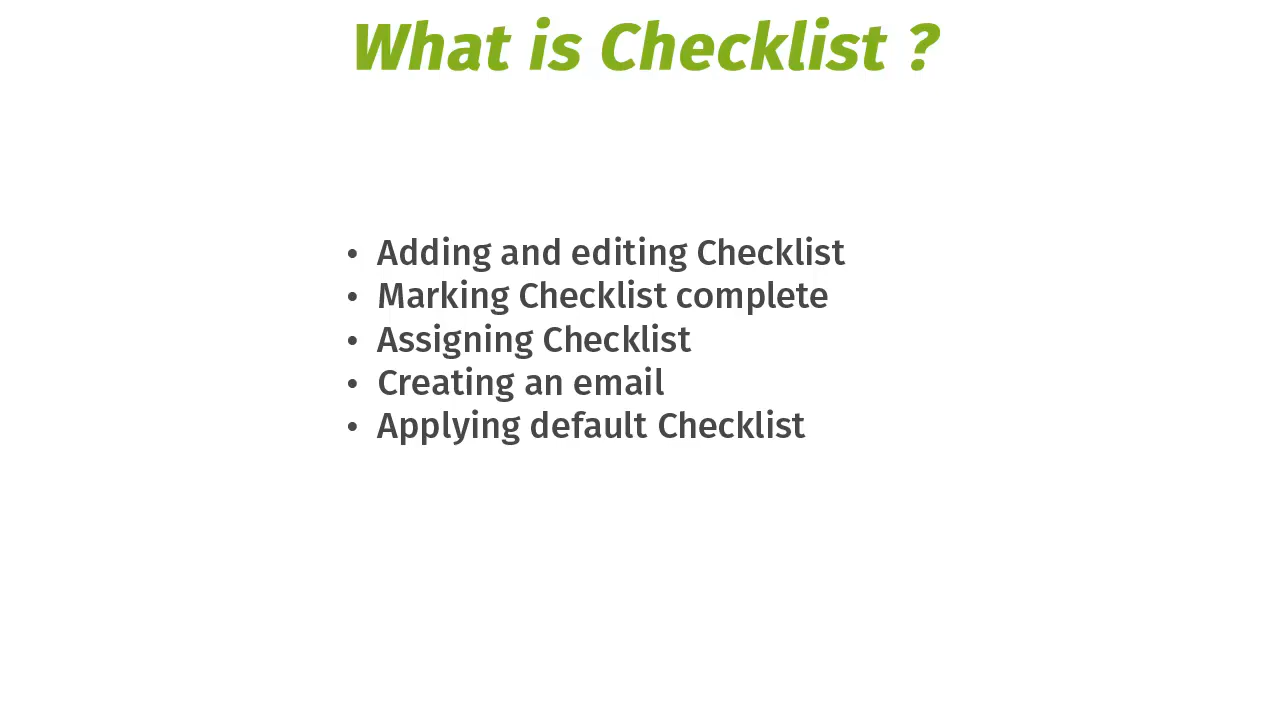 What is Checklist ?
• Adding and editing Checklist
• Marking Checklist complete
• Assigning Checklist
• Creating an email
• Applying default Checklist